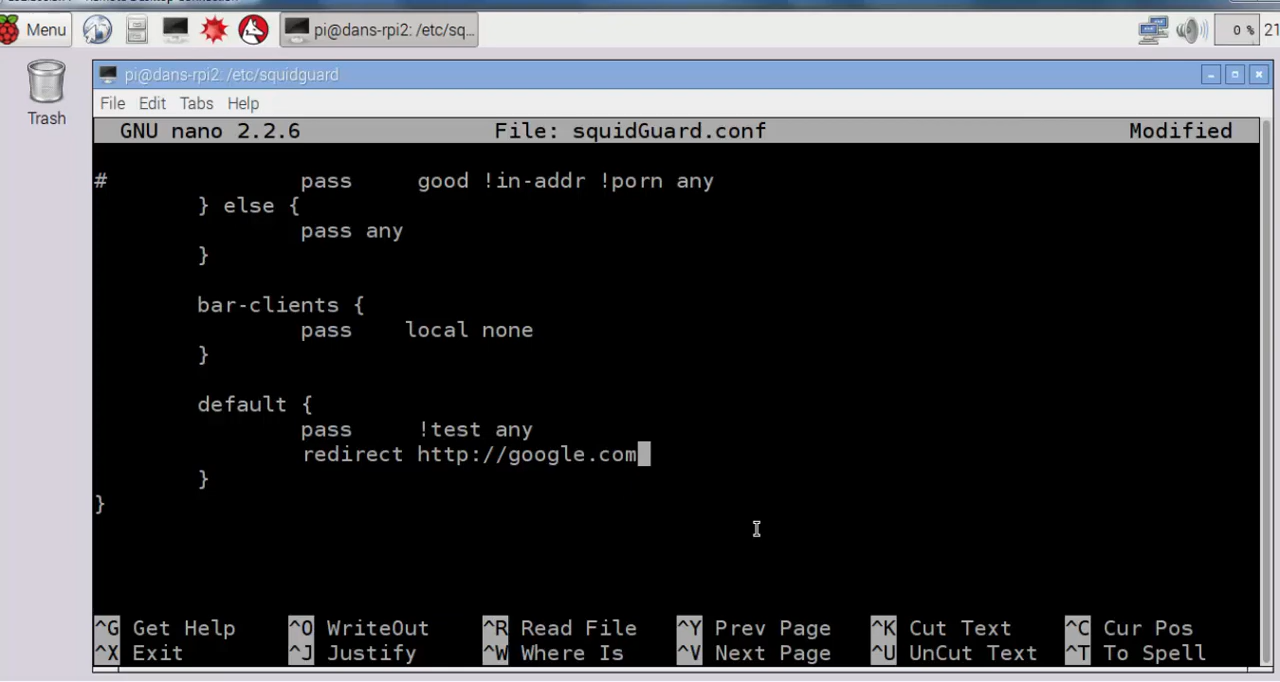 Menu
pi@dans-rpi2: /etc/sq...
0 %
21
Trash
pi@dans-rpi2: /etc/squidguard
File Edit Tabs Help
GNU nano 2.2.6 File: squidGuard.conf Modified
# pass good !in-addr !porn any
} else {
pass any
}
bar-clients {
pass local none
}
default {
pass !test any
redirect http://google.com
}
}
^G Get Help ^O WriteOut ^R Read File ^Y Prev Page ^K Cut Text ^C Cur Pos
^X Exit ^J Justify ^W Where Is ^V Next Page ^U UnCut Text ^T To Spell